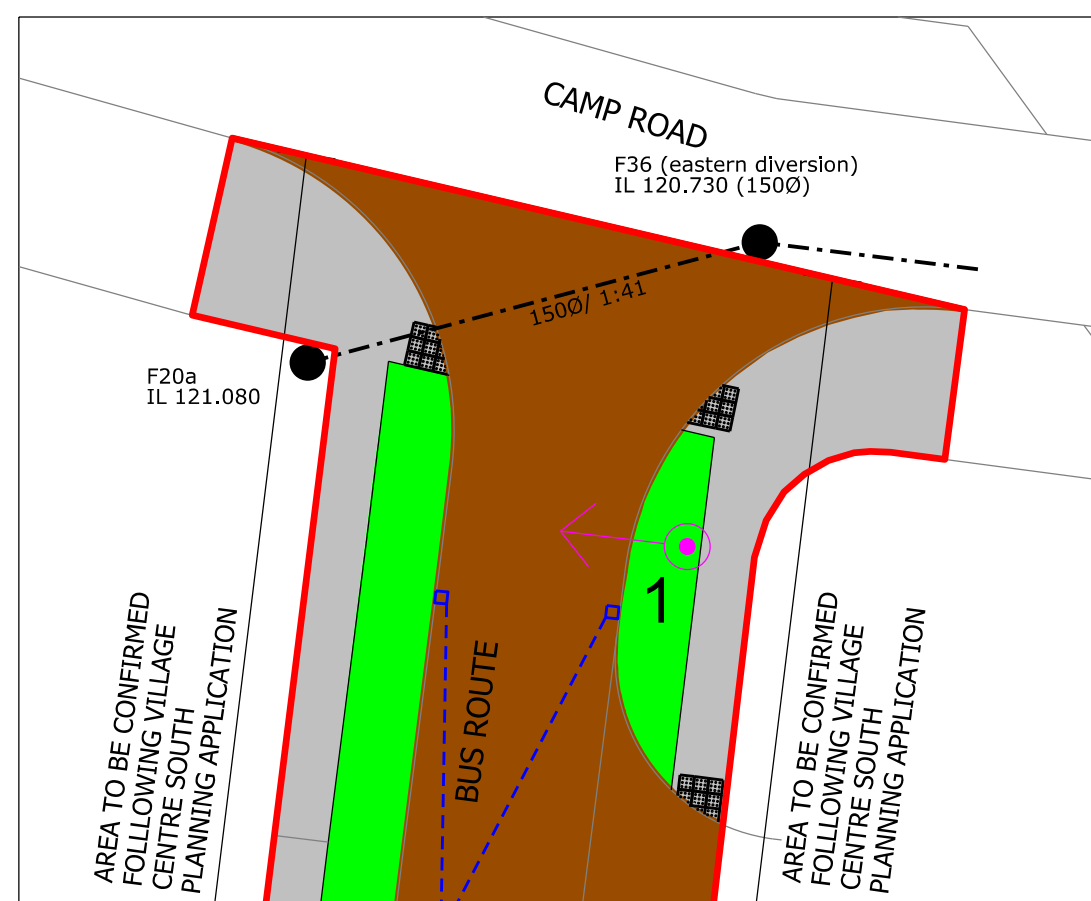 CAMP ROAD
F36 (eastern diversion)
IL 120.730 (150Ø)
150Ø/ 1:41
F20a
IL 121.080
1
BUS ROUTE
AREA TO BE CONFIRMED
FOLLLOWING VILLAGE
CENTRE SOUTH
PLANNING APPLICATION
AREA TO BE CONFIRMED
FOLLLOWING VILLAGE
CENTRE SOUTH
PLANNING APPLICATION